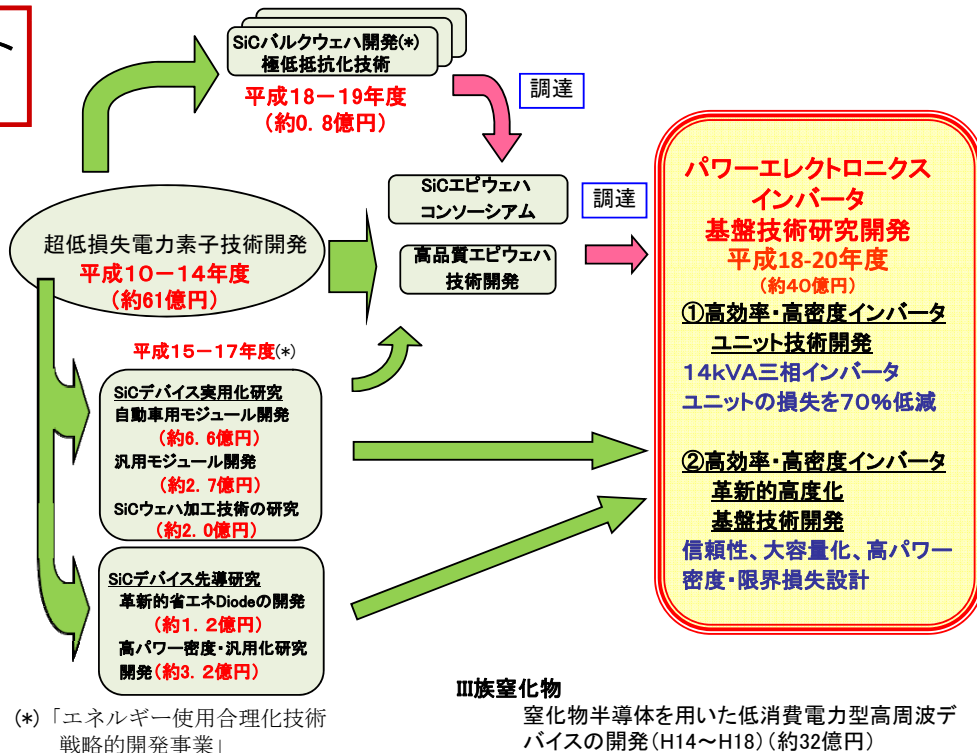 ト
SiCバルクウェハ開発(*)
極低抵抗化技術
平成18－19年度
(約0.8億円)
調達
SiCエピウェハ
コンソーシアム
調達
高品質エピウェハ
技術開発
超低損失電力素子技術開発
平成10－14年度
(約61億円)
平成15－17年度(*)
SiCデバイス実用化研究
自動車用モジュール開発
(約6.6億円)
汎用モジュール開発
(約2.7億円)
SiCウェハ加工技術の研究
(約2.0億円)
SiCデバイス先導研究
革新的省エネDiodeの開発
(約1.2億円)
高パワー密度・汎用化研究
開発(約3.2億円)
(*)「エネルギー使用合理化技術
戦略的開発事業」
パワーエレクトロニクス
インバータ
基盤技術研究開発
平成18-20年度
(約40億円)
①高効率・高密度インバータ
ユニット技術開発
14kVA三相インバータ
ユニットの損失を70%低減
②高効率・高密度インバータ
革新的高度化
基盤技術開発
信頼性、大容量化、高パワー
密度・限界損失設計
III族窒化物
窒化物半導体を用いた低消費電力型高周波デ
バイスの開発(H14～H18)(約32億円)